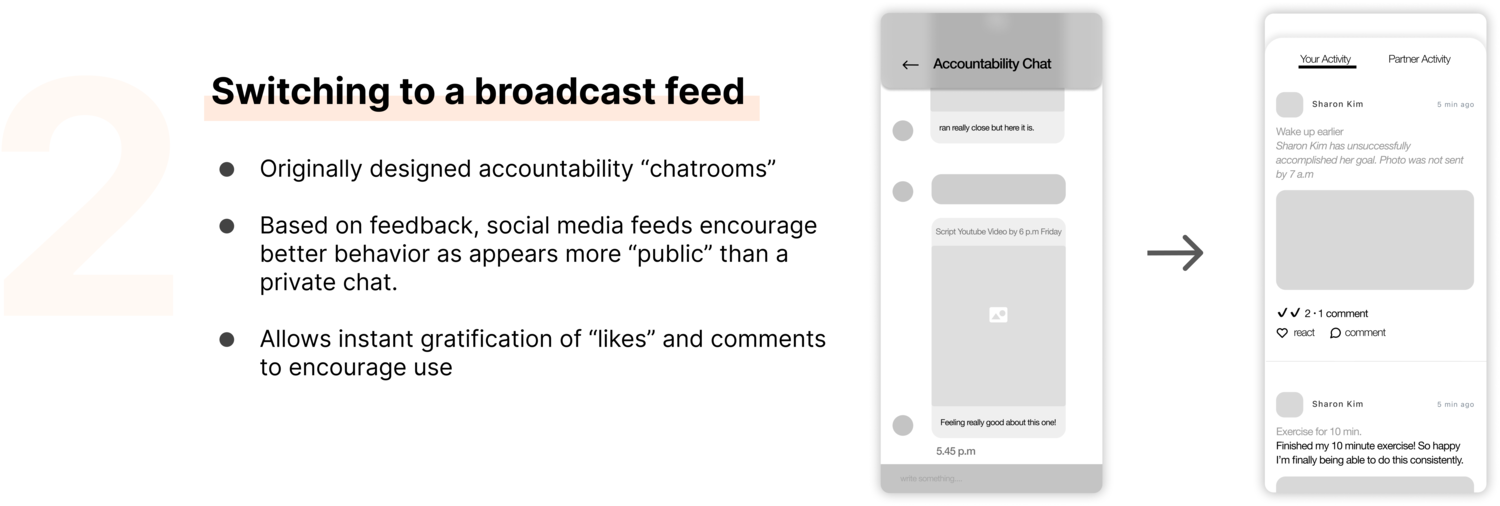 2
Switching to a broadcast feed
Originally designed accountability “chatrooms”
Based on feedback, social media feeds encourage
better behavior as appears more “public” than a
private chat.
Allows instant gratification of “likes” and comments
to encourage use
Accountability Chat
ran really close but here it is.
Script Youtube Video by 6 p.m Friday
Feeling really good about this one!
5.45 p.m
write something...
Your Activity Partner Activity
Sharon Kim 5 min ago
Wake up earlier
Sharon Kim has unsuccessfully
accomplished her goal. Photo was not sent
by 7 a.m
2 · 1 comment
react comment
Sharon Kim 5 min ago
Exercise for 10 min.
Finished my 10 minute exercise! So happy
I’m finally being able to do this consistently.